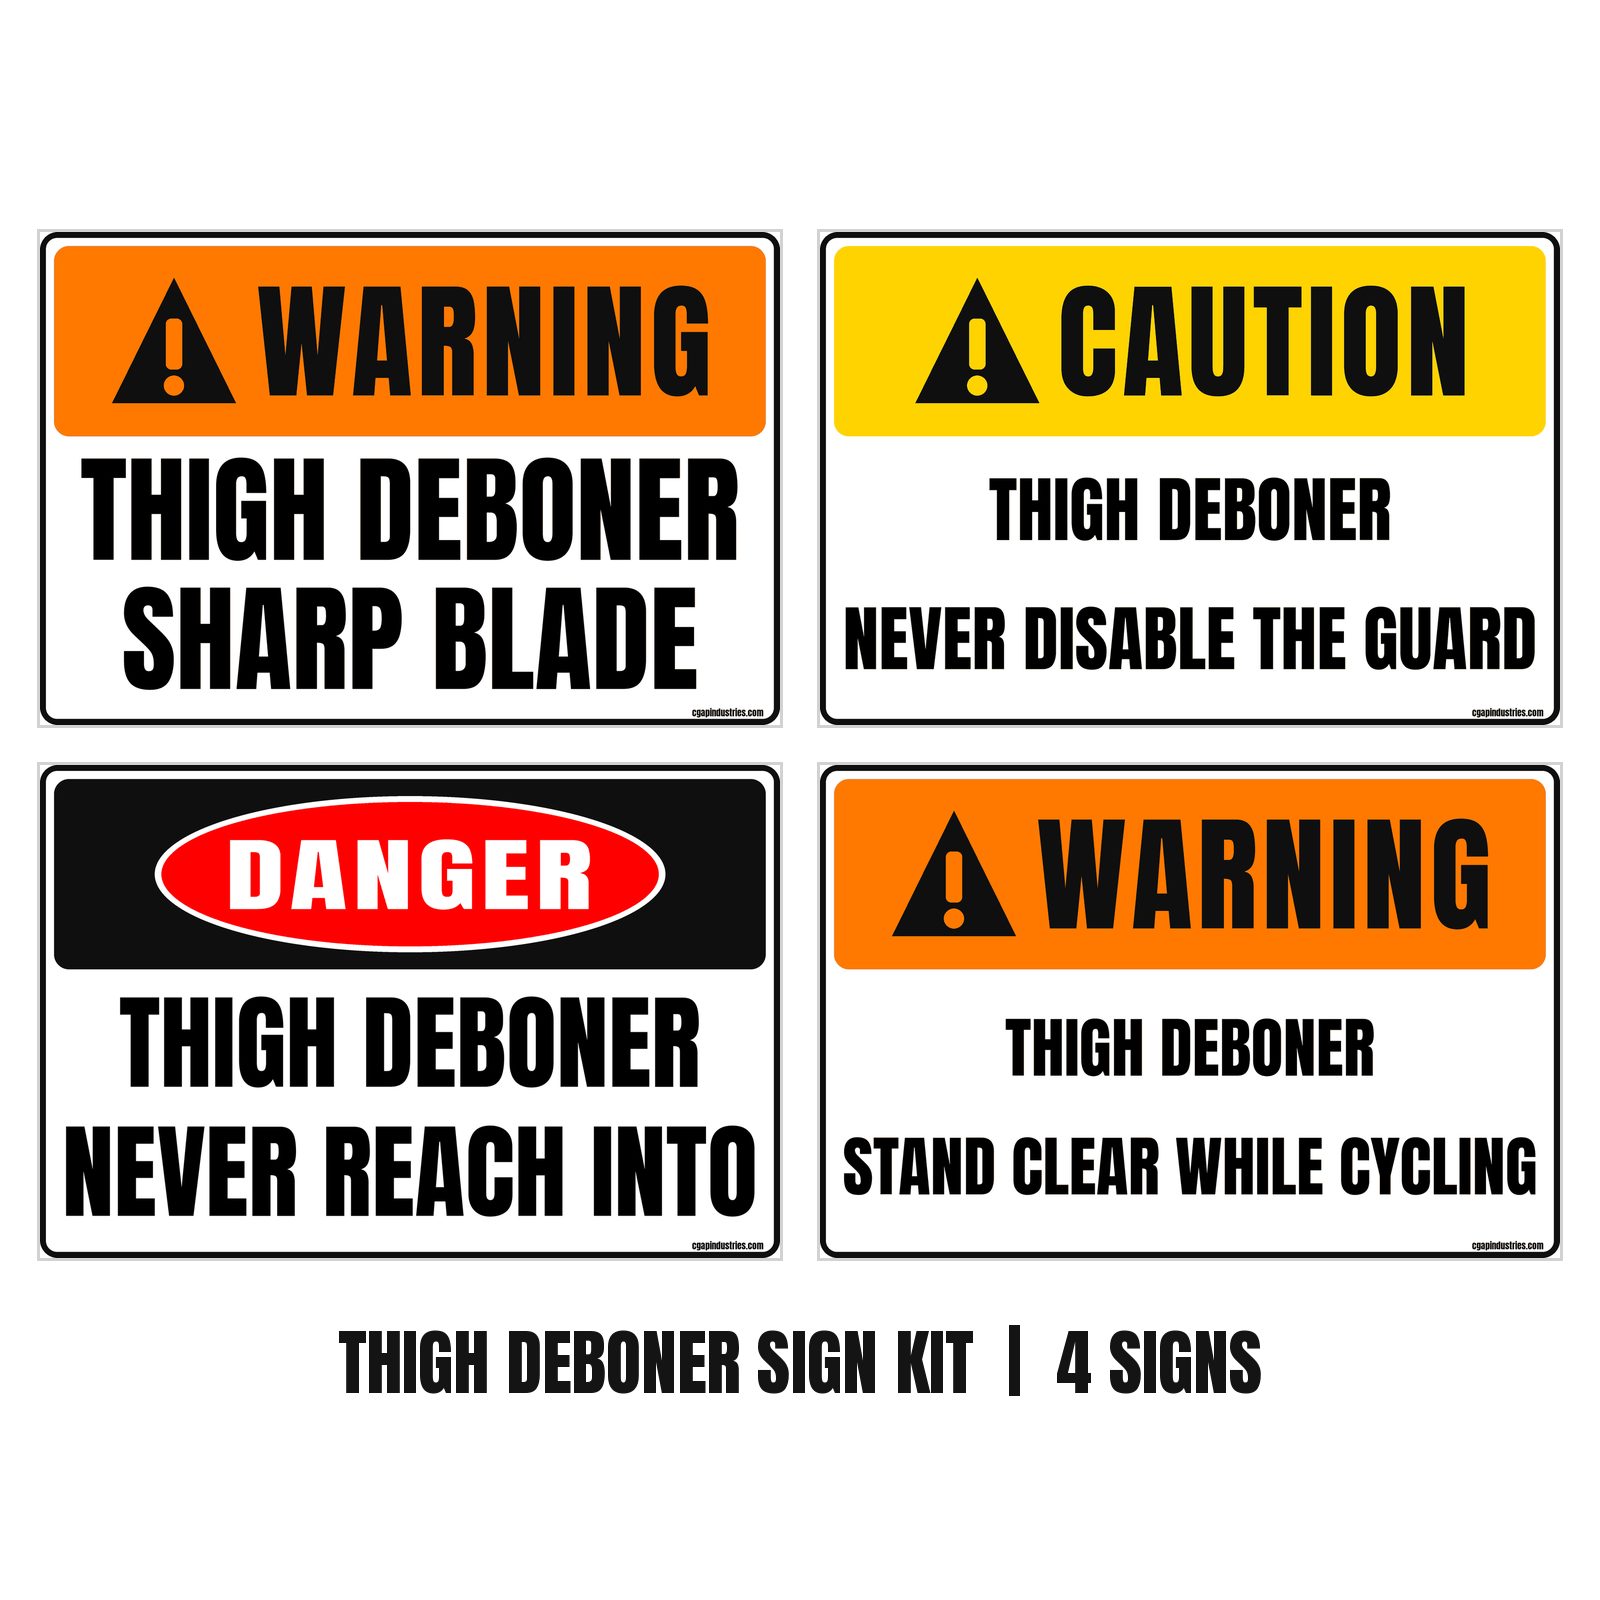 WARNING
THIGH DEBONER
SHARP BLADE
cgapindustries.com
CAUTION
THIGH DEBONER
NEVER DISABLE THE GUARD
cgapindustries.com
DANGER
THIGH DEBONER
NEVER REACH INTO
cgapindustries.com
WARNING
THIGH DEBONER
STAND CLEAR WHILE CYCLING
cgapindustries.com
THIGH DEBONER SIGN KIT | 4 SIGNS